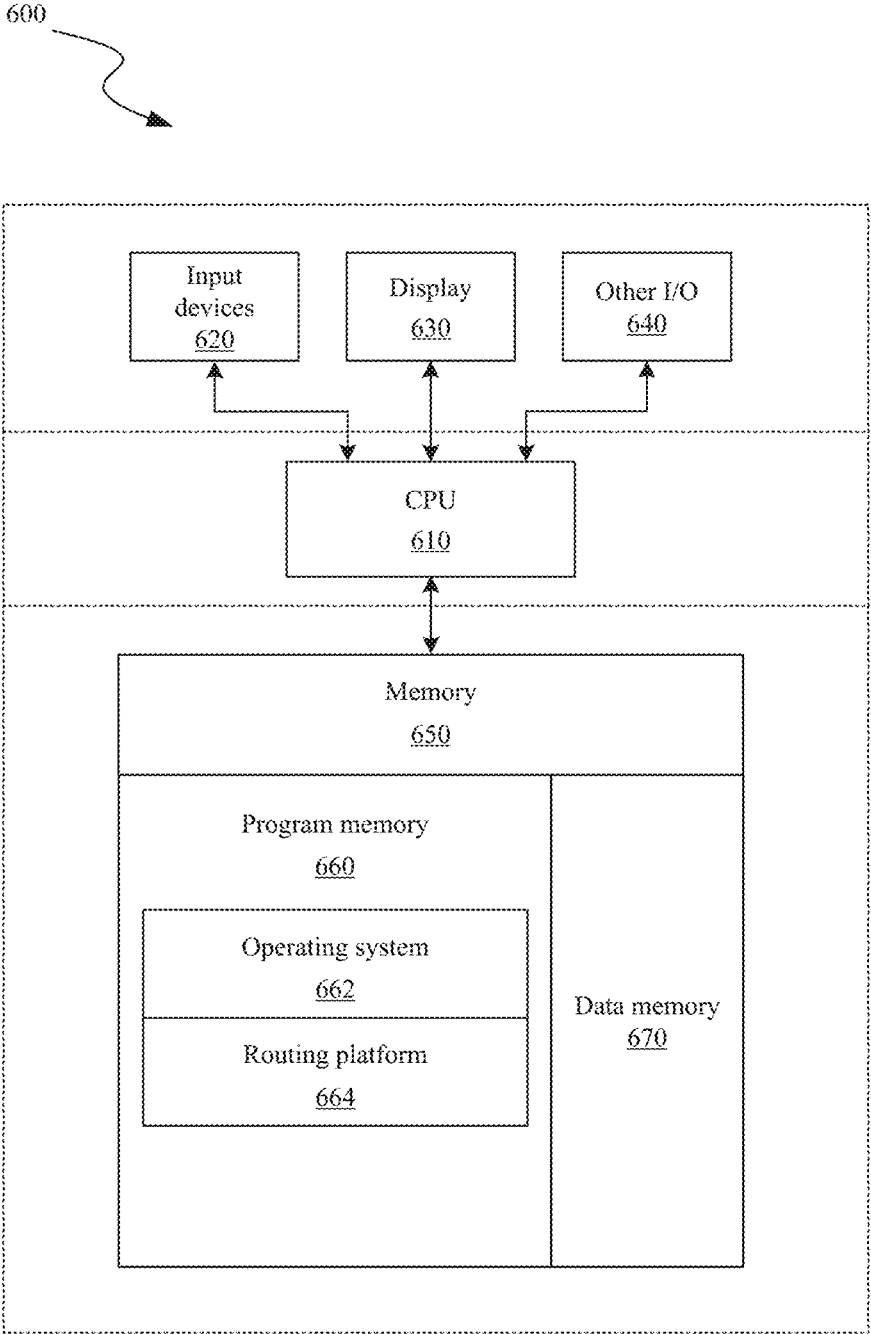 600
Input
devices
620
Display
630
Other I/O
640
CPU
610
Memory
650
Program memory
660
Operating system
662
Routing platform
664
Data memory
670